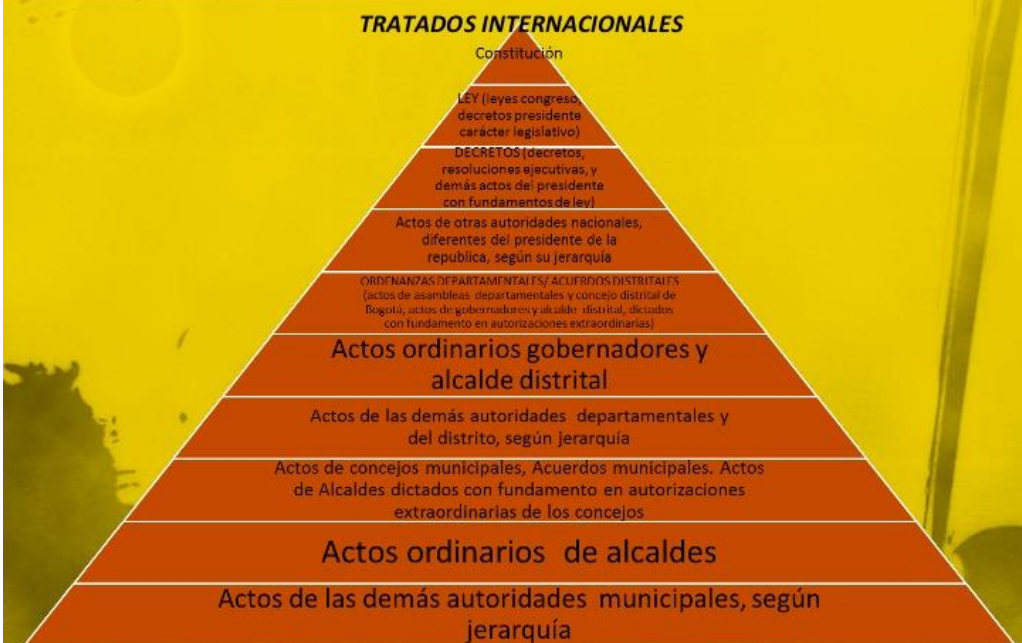 TRATADOS INTERNACIONALES
Constitución
LEY (leyes congreso,
decretos presidente
carácter legislativo)
DECRETOS (decretos,
resoluciones ejecutivas, y
demás actos del presidente
con fundamentos de ley)
Actos de otras autoridades nacionales,
diferentes del presidente de la
republica, según su jerarquía
ORDENANZAS DEPARTAMENTALES/ ACUERDOS DISTRITALES
(actos de asambleas departamentales y concejo distrital de
Bogotá, actos de gobernadores y alcalde distrital, dictados
con fundamento en autorizaciones extraordinarias)
Actos ordinarios gobernadores y
alcalde distrital
Actos de las demás autoridades departamentales y
del distrito, según jerarquía
Actos de concejos municipales, Acuerdos municipales. Actos
de Alcaldes dictados con fundamento en autorizaciones
extraordinarias de los concejos
Actos ordinarios de alcaldes
Actos de las demás autoridades municipales, según
jerarquía